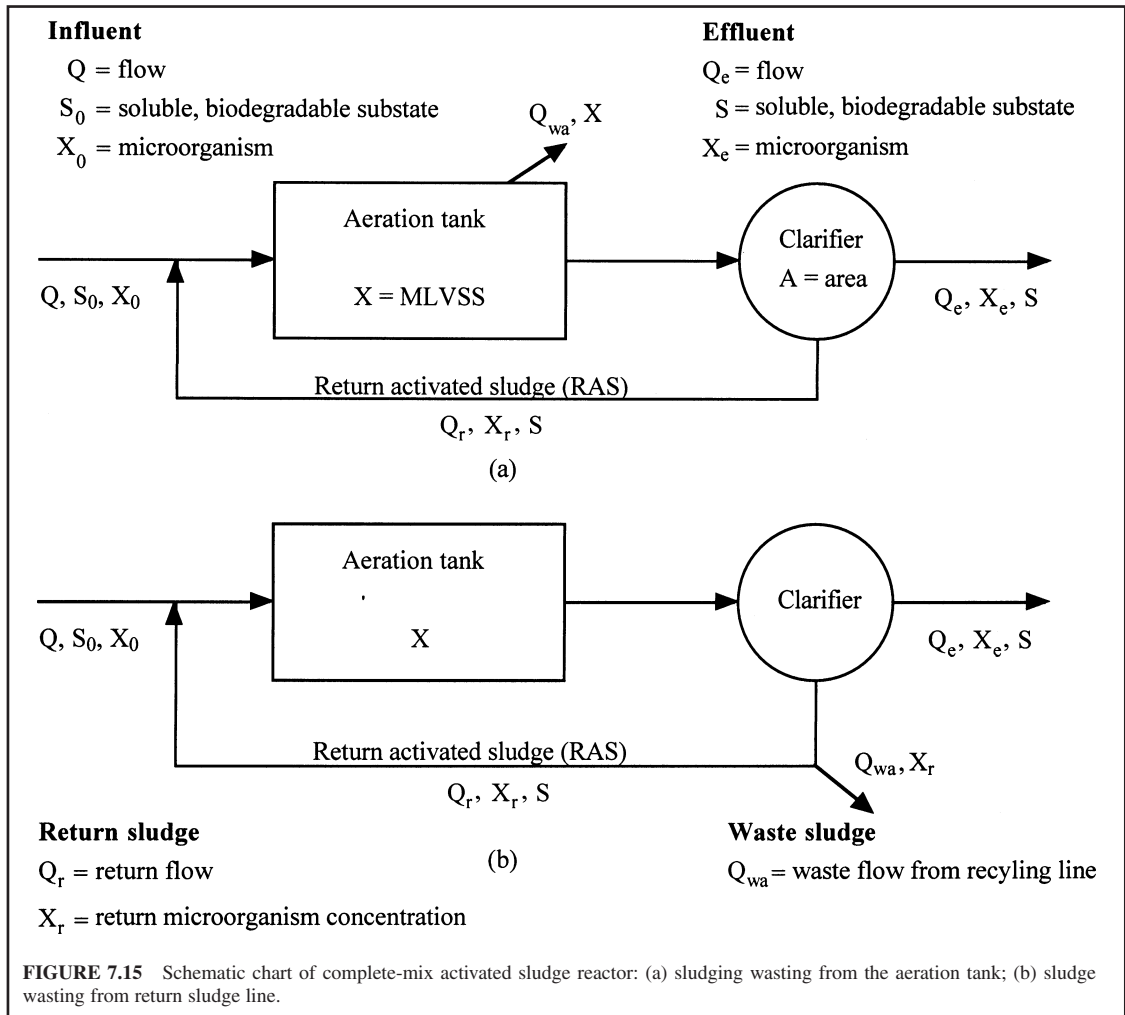 Influent
Q = flow
S₀ = soluble, biodegradable substate
X₀ = microorganism
Effluent
Qₑ = flow
S = soluble, biodegradable substate
Xₑ = microorganism
Q_wa, X
Aeration tank
X = MLVSS
Clarifier
A = area
Q, S₀, X₀
Qₑ, Xₑ, S
Return activated sludge (RAS)
Qᵣ, Xᵣ, S
(a)
Aeration tank
X
Clarifier
Q, S₀, X₀
Qₑ, Xₑ, S
Return activated sludge (RAS)
Qᵣ, Xᵣ, S
Q_wa, Xᵣ
(b)
Return sludge
Qᵣ = return flow
Xᵣ = return microorganism concentration
Waste sludge
Q_wa = waste flow from recyling line
FIGURE 7.15 Schematic chart of complete-mix activated sludge reactor: (a) sludging wasting from the aeration tank; (b) sludge
wasting from return sludge line.